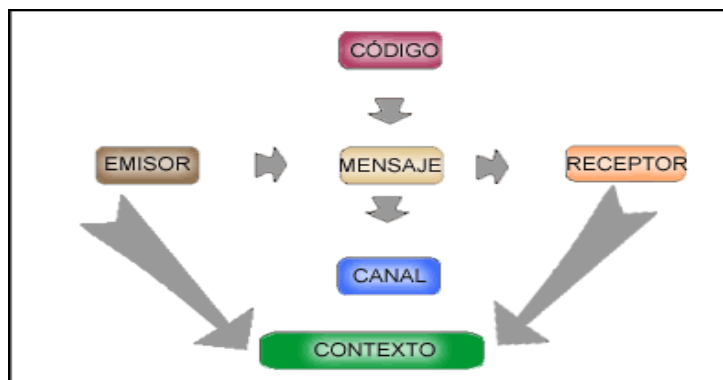 CÓDIGO
EMISOR
MENSAJE
RECEPTOR
CANAL
CONTEXTO